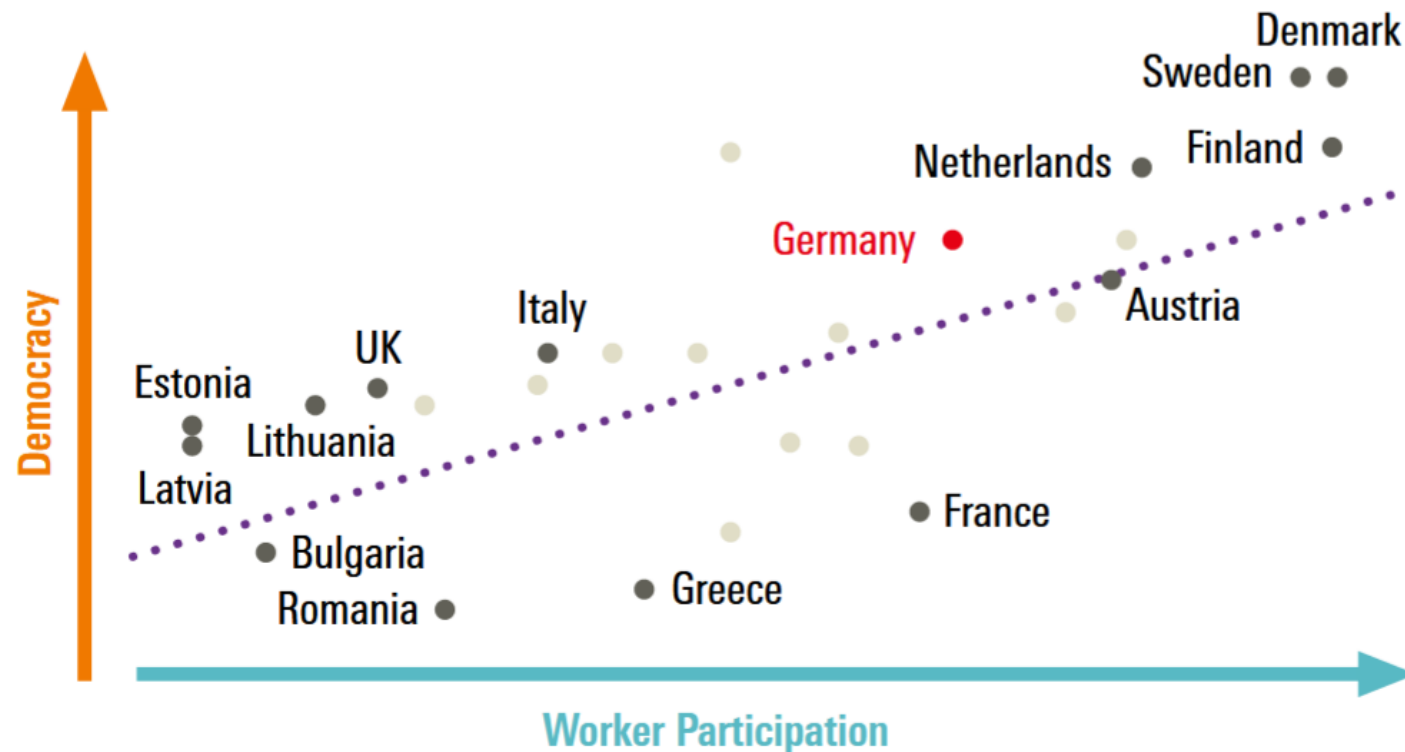 Denmark
Sweden
Netherlands
Finland
Germany
Italy
Austria
UK
Estonia
Lithuania
Latvia
France
Bulgaria
Greece
Romania
Democracy
Worker Participation